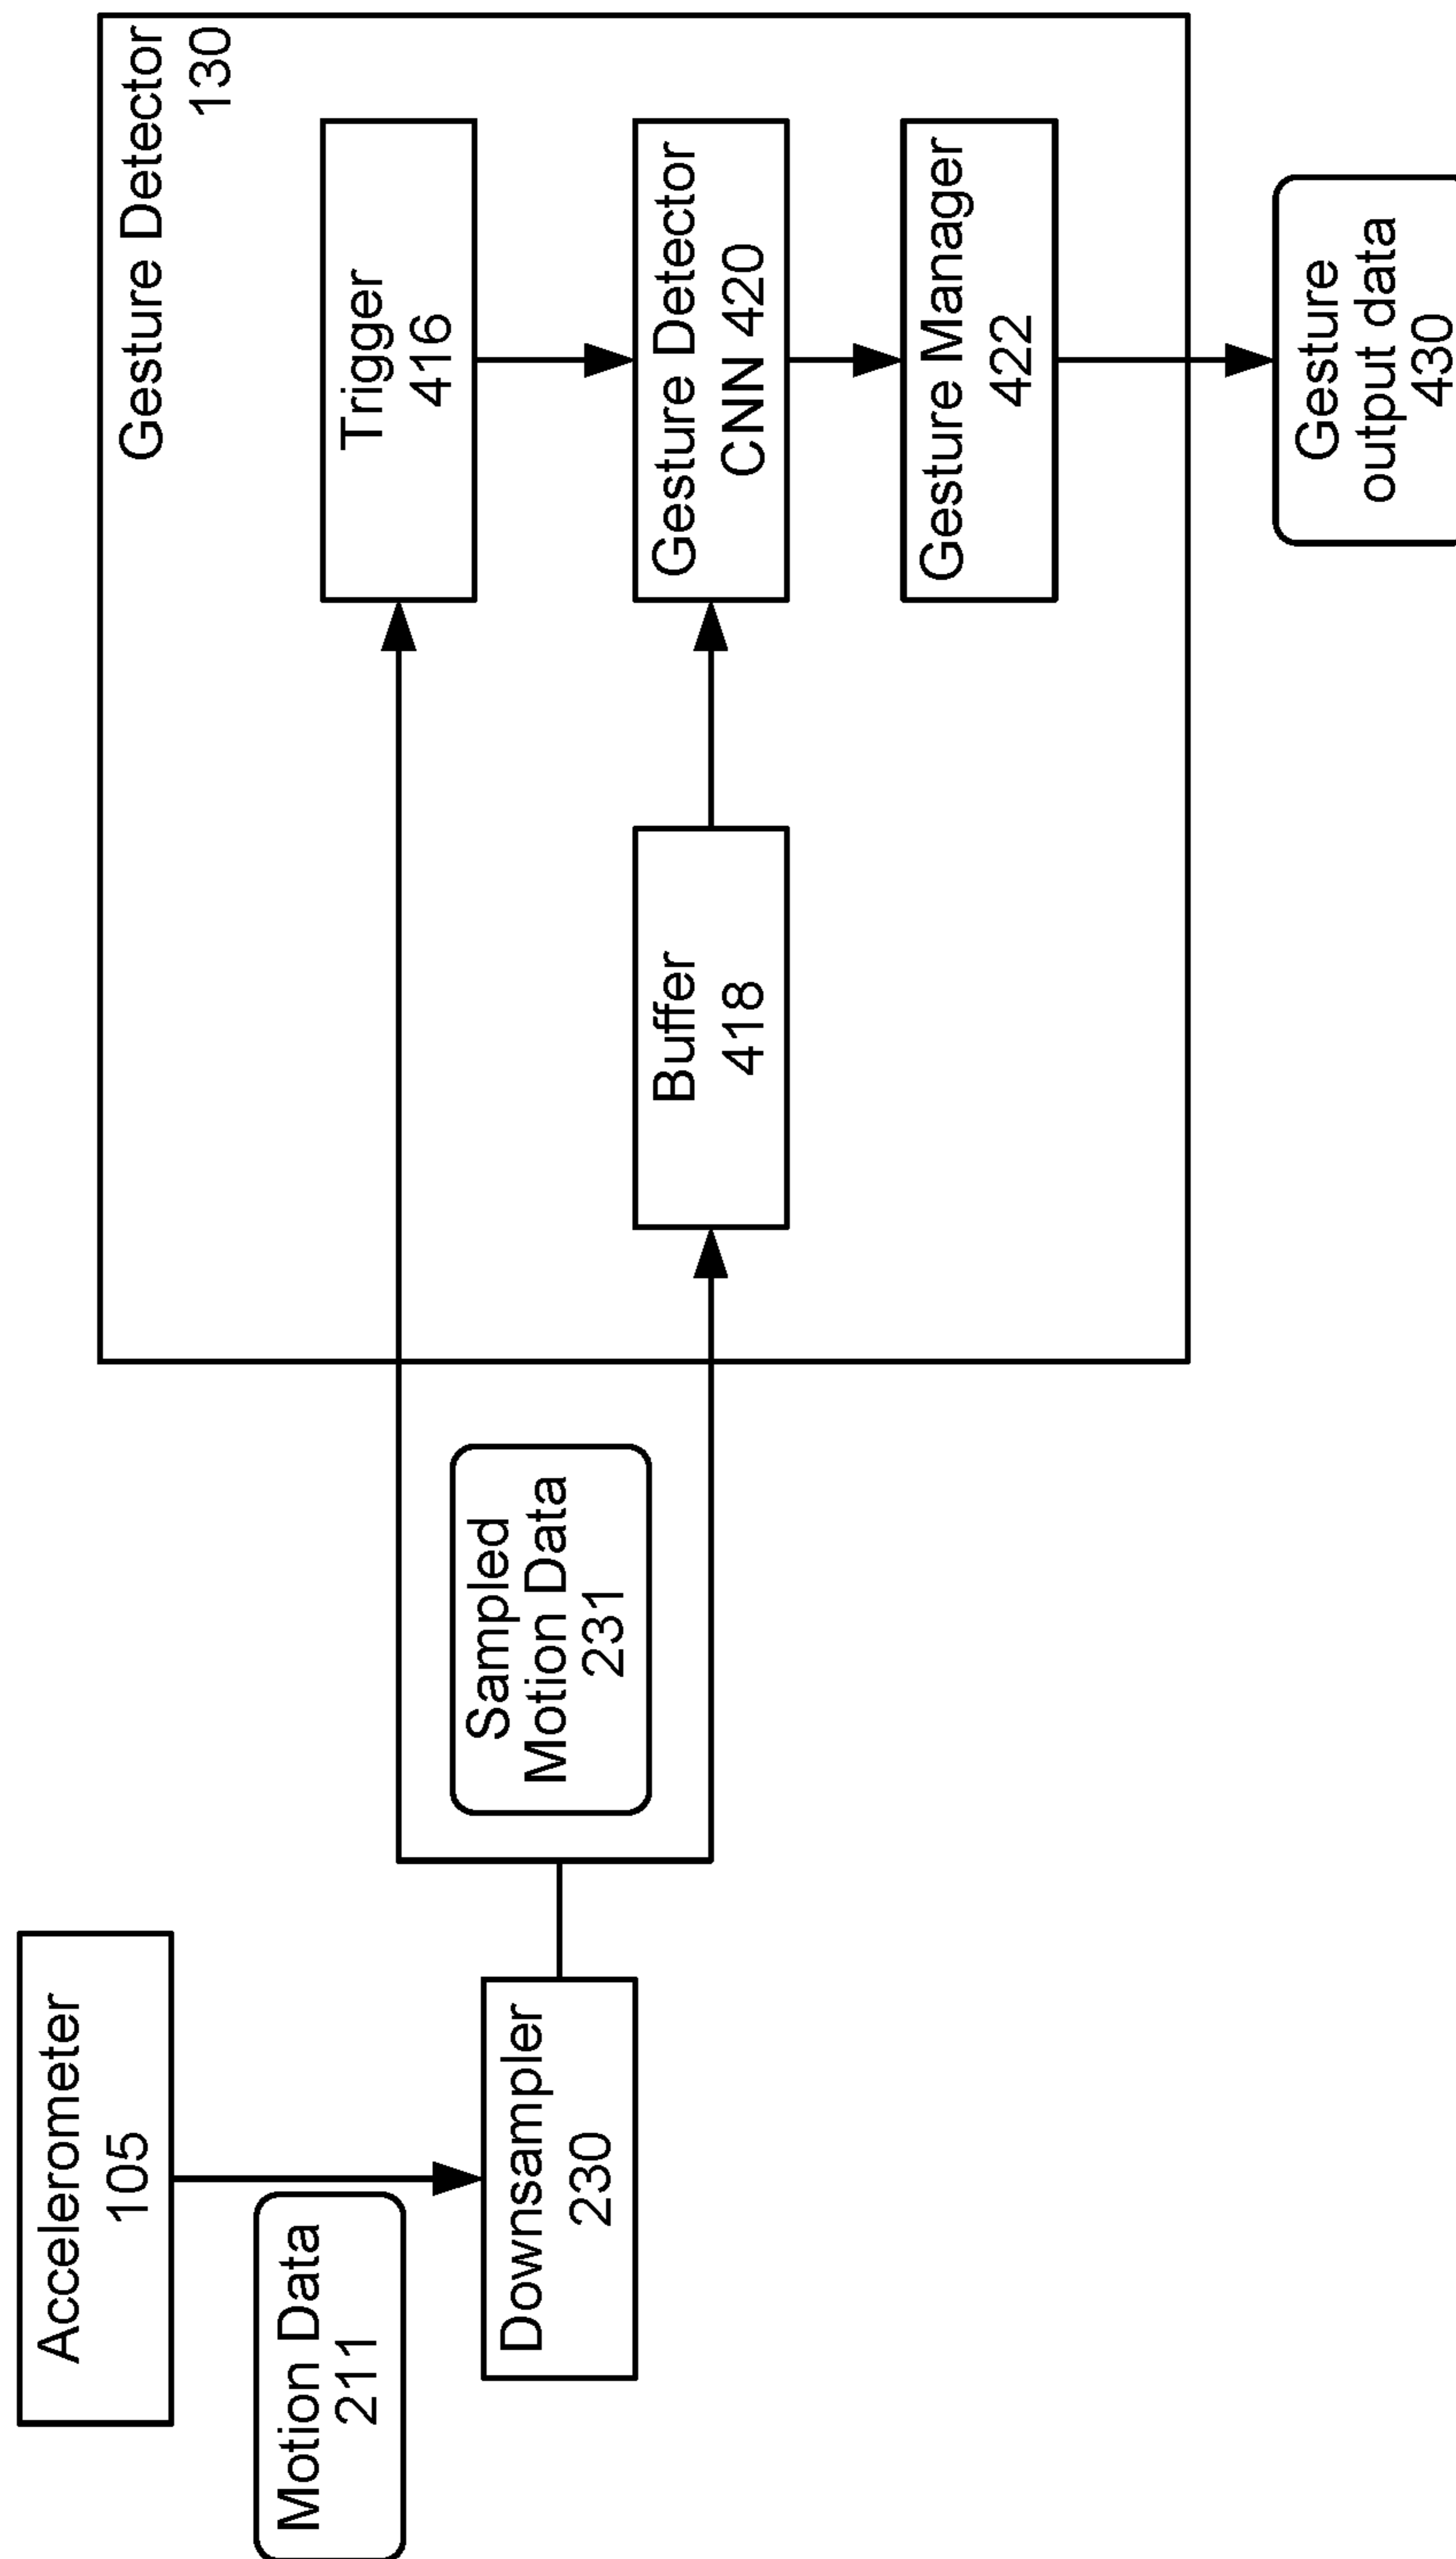 Accelerometer
105
Motion Data
211
Downsampler
230
Sampled
Motion Data
231
Gesture Detector
130
Trigger
416
Buffer
418
Gesture Detector
CNN 420
Gesture Manager
422
Gesture
output data
430